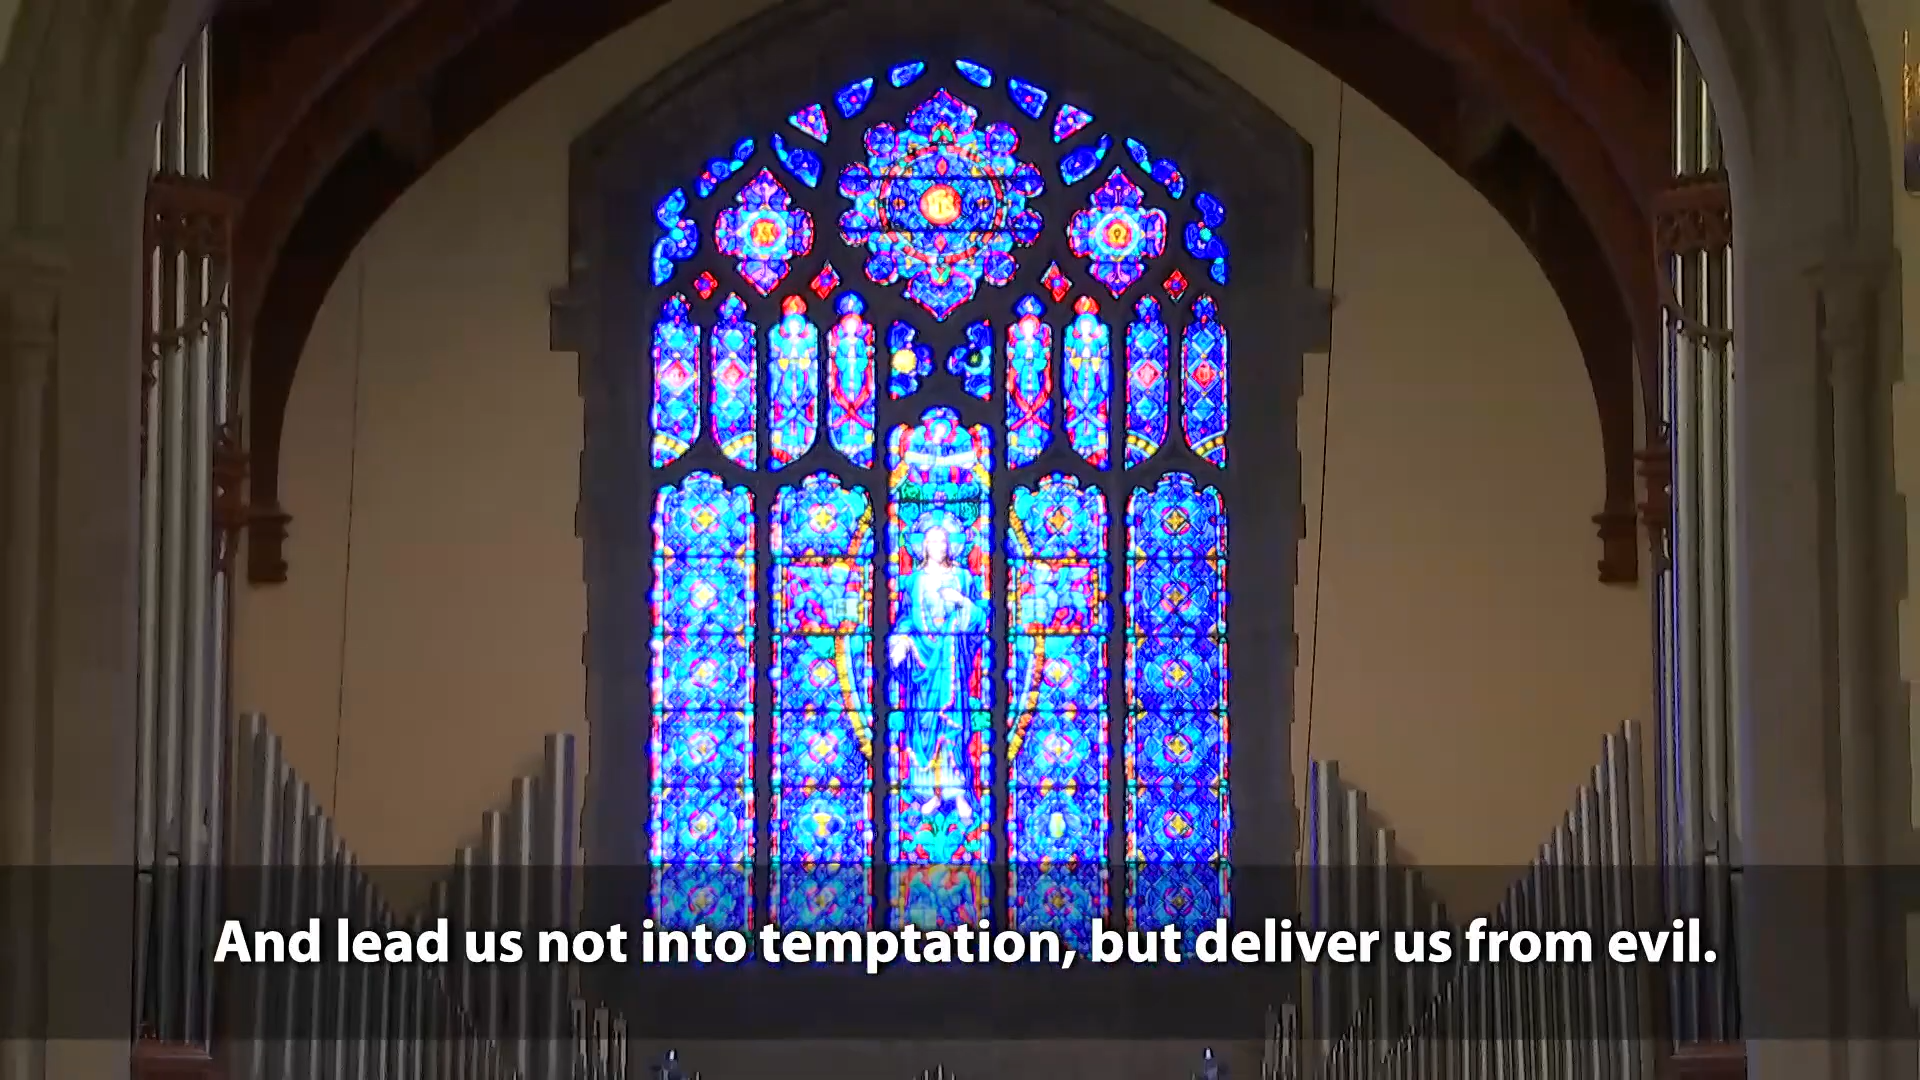 And lead us not into temptation, but deliver us from evil.